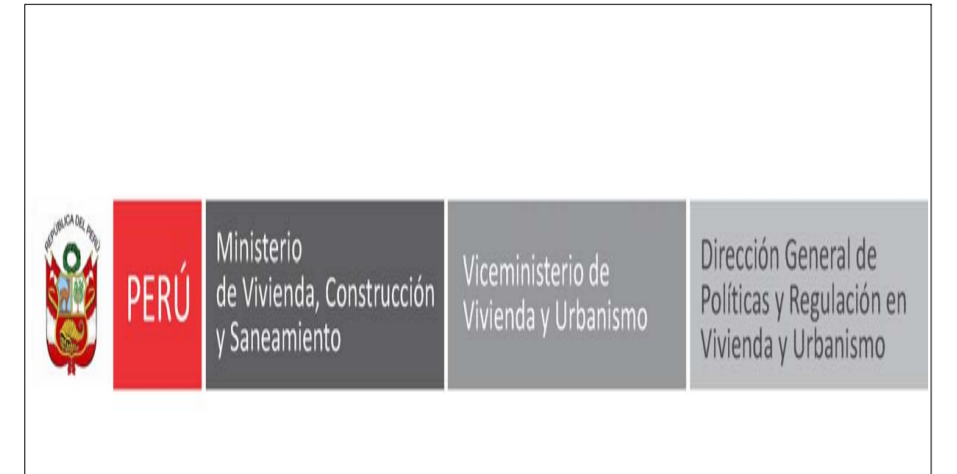 REPÚBLICA DEL PERÚ
PERÚ
Ministerio
de Vivienda, Construcción
y Saneamiento
Viceministerio de
Vivienda y Urbanismo
Dirección General de
Políticas y Regulación en
Vivienda y Urbanismo